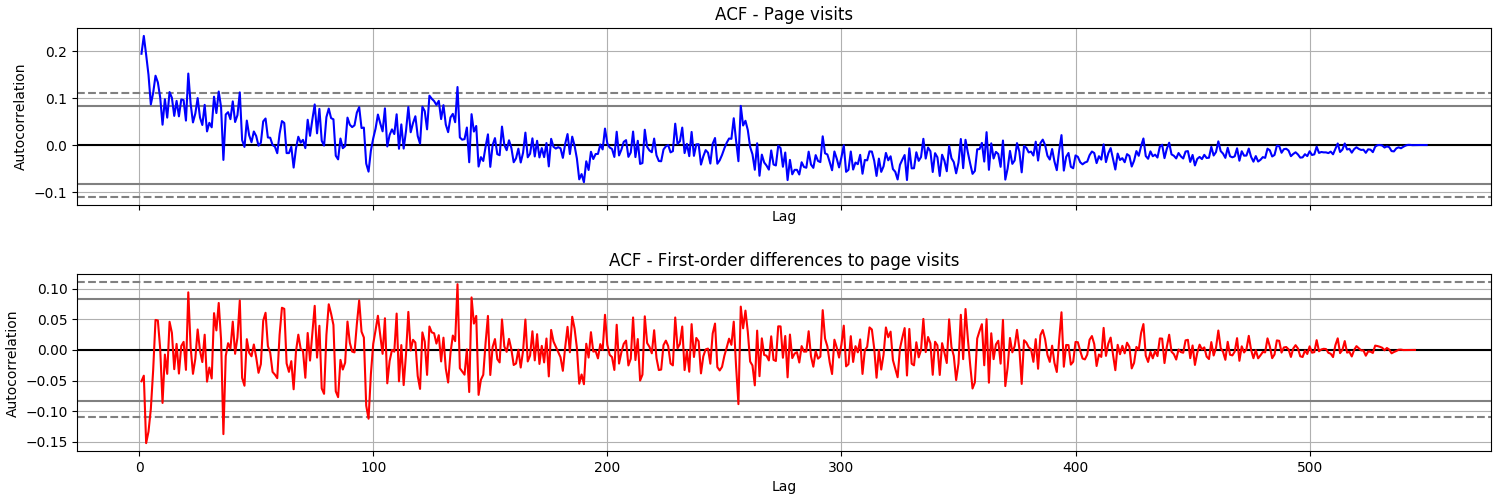 ACF - Page visits
0.2
0.1
0.0
−0.1
Autocorrelation
Lag
ACF - First-order differences to page visits
0.10
0.05
0.00
−0.05
−0.10
−0.15
Autocorrelation
0 100 200 300 400 500
Lag